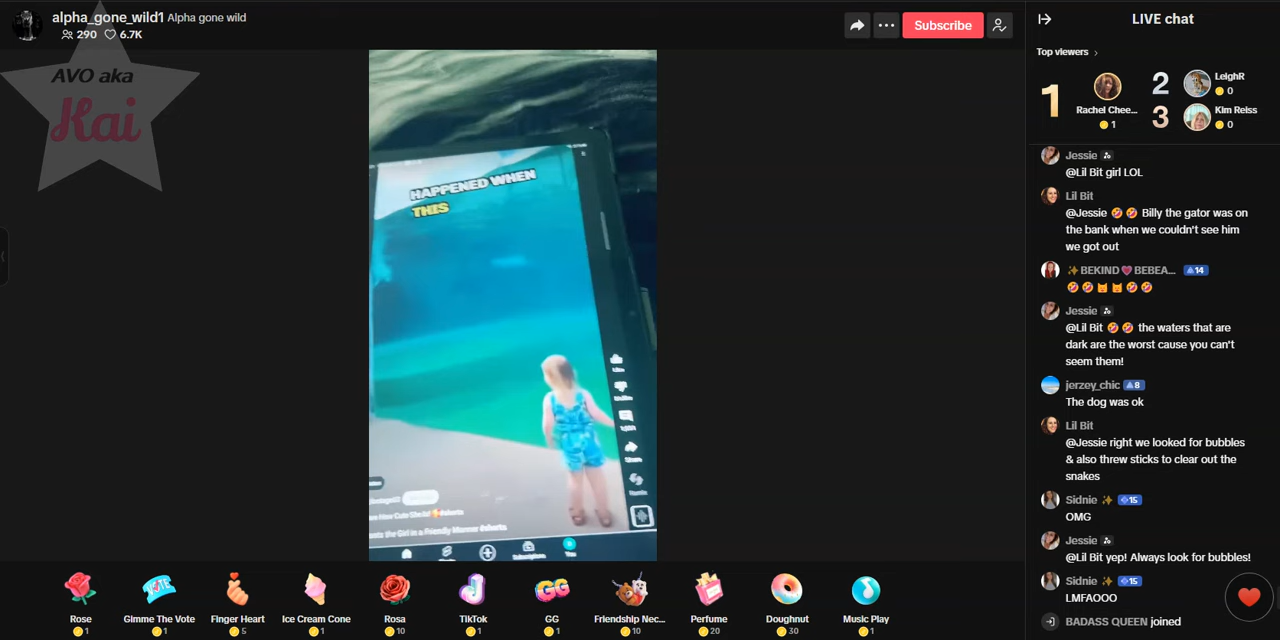 alpha_gone_wild1 Alpha gone wild
290 6.7K
Subscribe
AVO aka
Kai
HAPPENED WHEN
THIS
Share
Subscriptions
You
LIVE chat
Top viewers
1
Rachel Chee...
1
2
LeighR
0
3
Kim Reiss
0
Jessie
@Lil Bit girl LOL
Lil Bit
@Jessie 🤣 🤣 Billy the gator was on
the bank when we couldn't see him
we got out
✨BEKIND💗BEBEA... 14
🤣 🤣 😸 😸 🤣 🤣
Jessie
@Lil Bit 🤣 🤣 the waters that are
dark are the worst cause you can't
seem them!
jerzey_chic 8
The dog was ok
Lil Bit
@Jessie right we looked for bubbles
& also threw sticks to clear out the
snakes
Sidnie ✨ 15
OMG
Jessie
@Lil Bit yep! Always look for bubbles!
Sidnie ✨ 15
LMFAOOO
BADASS QUEEN joined
Rose
1
VOTE
GImme The Vote
1
Finger Heart
5
Ice Cream Cone
1
Rosa
10
TikTok
1
GG
GG
1
Friendship Nec...
10
Perfume
20
Doughnut
30
Music Play
1